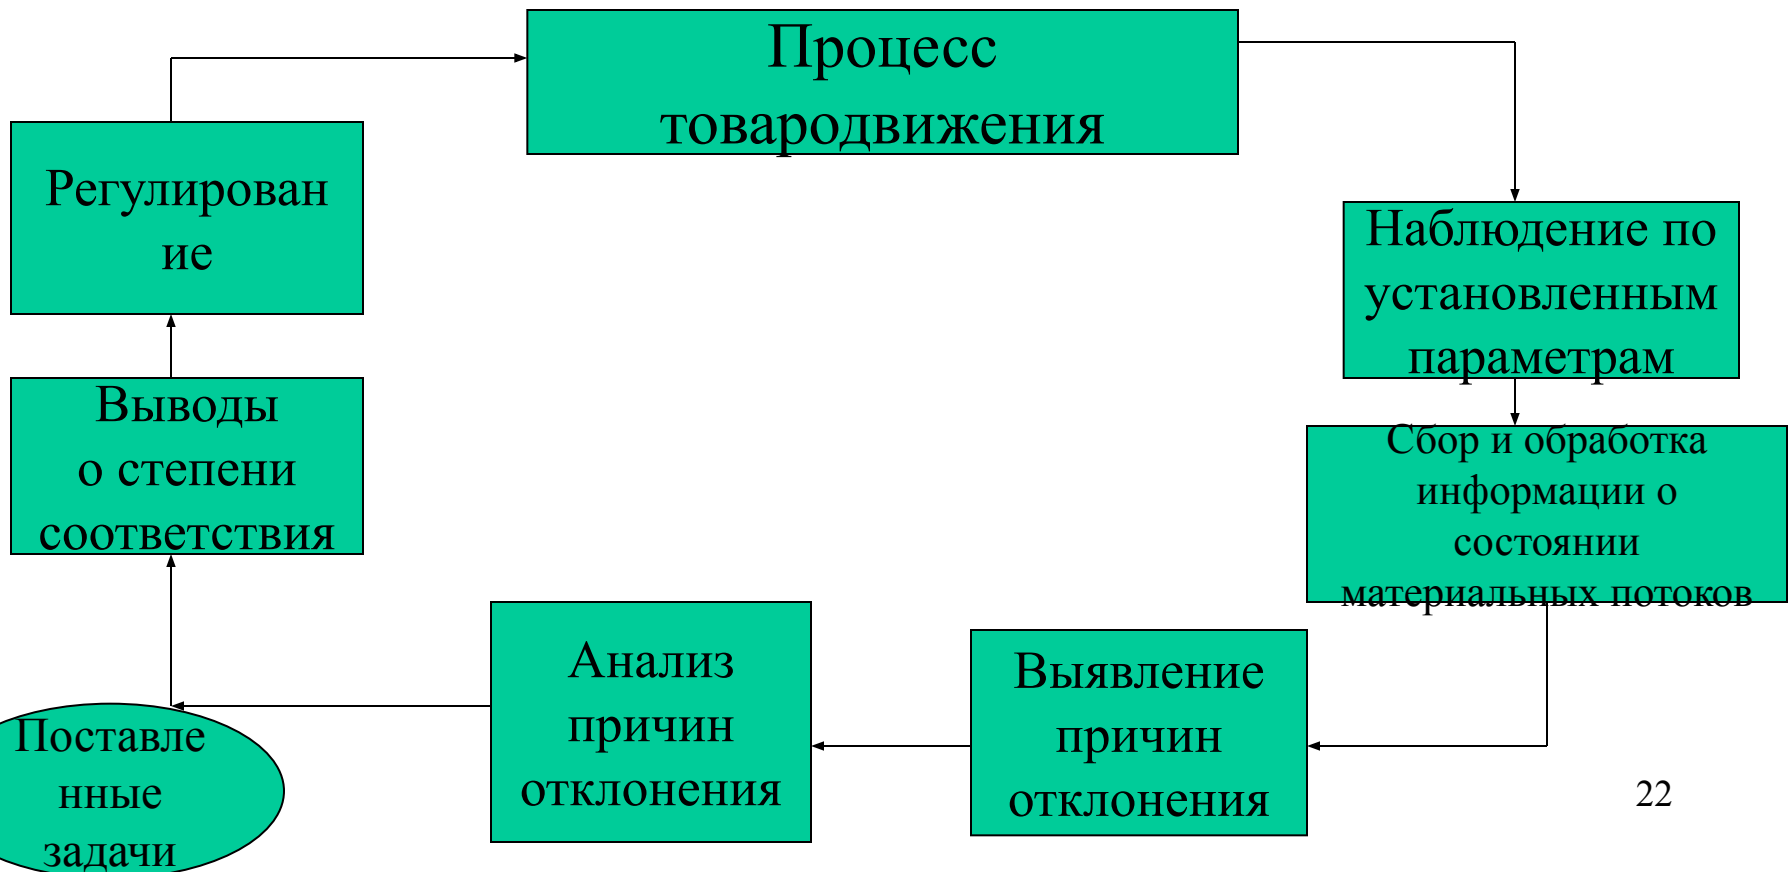 Процесс
товародвижения
Регулирован
ие
Наблюдение по
установленным
параметрам
Выводы
о степени
соответствия
Сбор и обработка
информации о
состоянии
материальных потоков
Анализ
причин
отклонения
Выявление
причин
отклонения
Поставле
нные
задачи
22